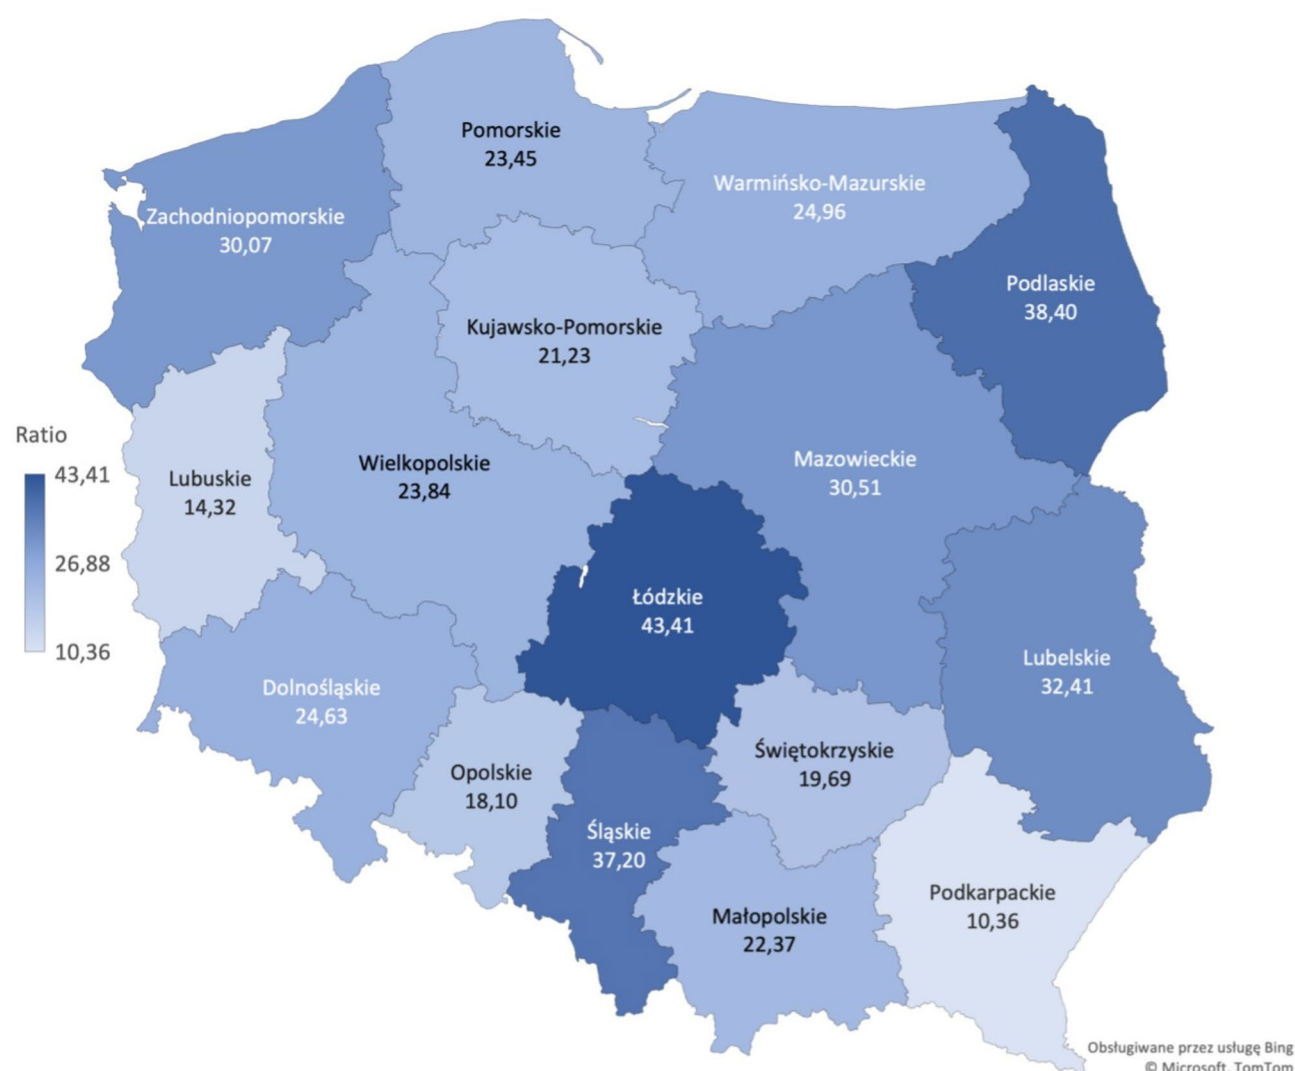 Pomorskie
23,45
Warmińsko-Mazurskie
24,96
Zachodniopomorskie
30,07
Podlaskie
38,40
Kujawsko-Pomorskie
21,23
Ratio
43,41
26,88
10,36
Lubuskie
14,32
Wielkopolskie
23,84
Mazowieckie
30,51
Łódzkie
43,41
Lubelskie
32,41
Dolnośląskie
24,63
Opolskie
18,10
Świętokrzyskie
19,69
Śląskie
37,20
Małopolskie
22,37
Podkarpackie
10,36
Obsługiwane przez usługę Bing
© Microsoft, TomTom